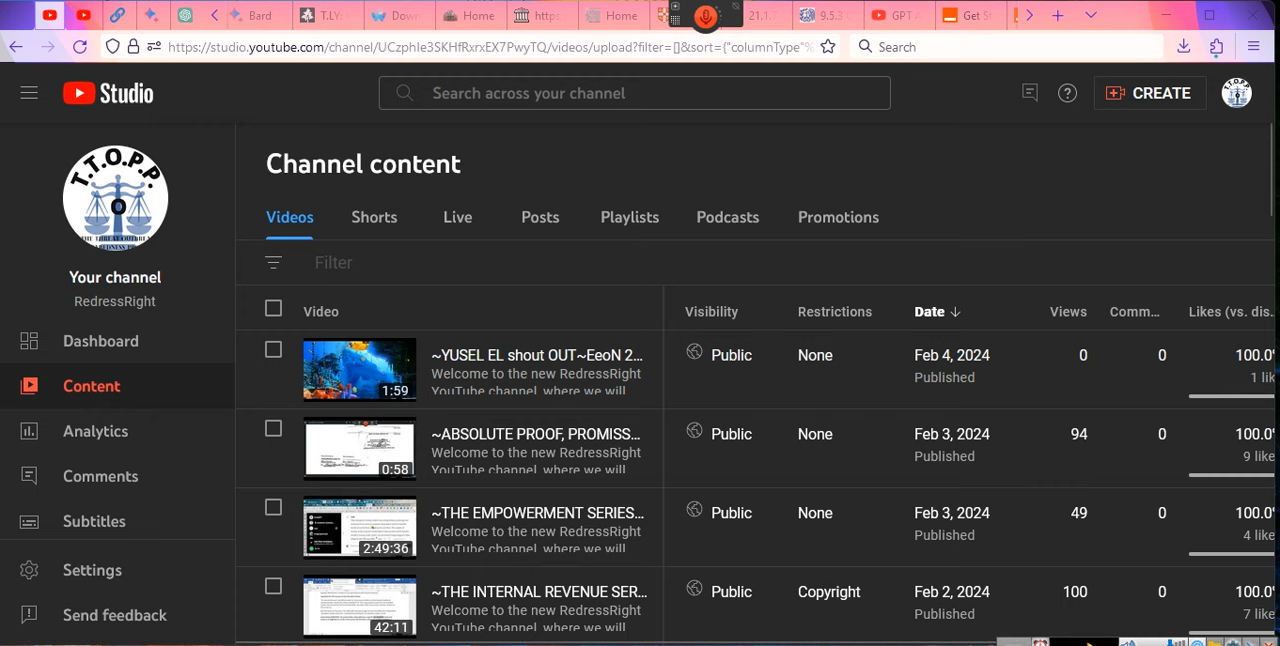 Bard
T.LY:
Down
Home
https
Home
21.1.7
9.5.3
GPT
Get S
https://studio.youtube.com/channel/UCzphIe3SKHfRxrxEX7PwyTQ/videos/upload?filter=[]&sort={"columnType"%
Search
Studio
Search across your channel
CREATE
T.T.O.P.P.
Your channel
RedressRight
Dashboard
Content
Analytics
Comments
Subtitles
Settings
Send feedback
Channel content
Videos Shorts Live Posts Playlists Podcasts Promotions
Filter
Video Visibility Restrictions Date Views Comm... Likes (vs. dis...
~YUSEL EL shout OUT~EeoN 2... Public None Feb 4, 2024 0 0 100.0
Welcome to the new RedressRight Published 1 lik
YouTube channel, where we will
1:59
~ABSOLUTE PROOF, PROMISS... Public None Feb 3, 2024 94 0 100.0
Welcome to the new RedressRight Published 9 like
YouTube channel, where we will
0:58
~THE EMPOWERMENT SERIES... Public None Feb 3, 2024 49 0 100.0
Welcome to the new RedressRight Published 4 like
YouTube channel, where we will
2:49:36
~THE INTERNAL REVENUE SER... Public Copyright Feb 2, 2024 100 0 100.0
Welcome to the new RedressRight Published 7 like
YouTube channel, where we will
42:11